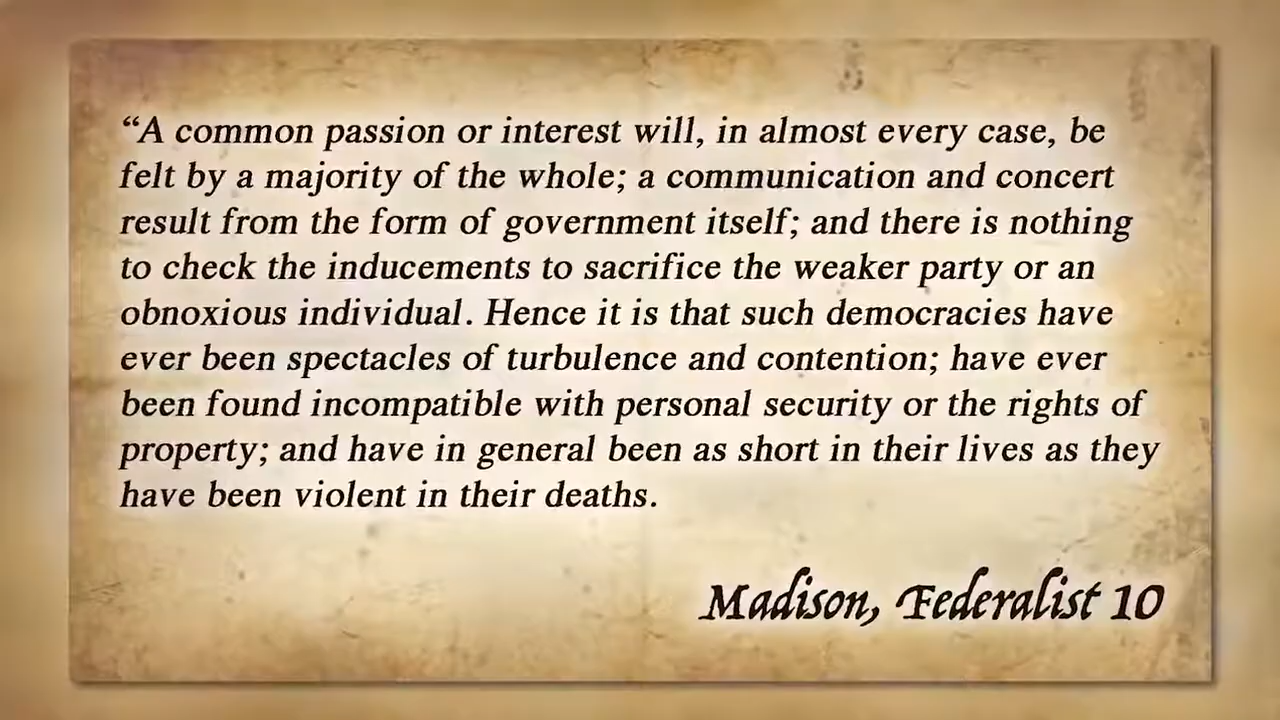 “A common passion or interest will, in almost every case, be
felt by a majority of the whole; a communication and concert
result from the form of government itself; and there is nothing
to check the inducements to sacrifice the weaker party or an
obnoxious individual. Hence it is that such democracies have
ever been spectacles of turbulence and contention; have ever
been found incompatible with personal security or the rights of
property; and have in general been as short in their lives as they
have been violent in their deaths.
Madison, Federalist 10